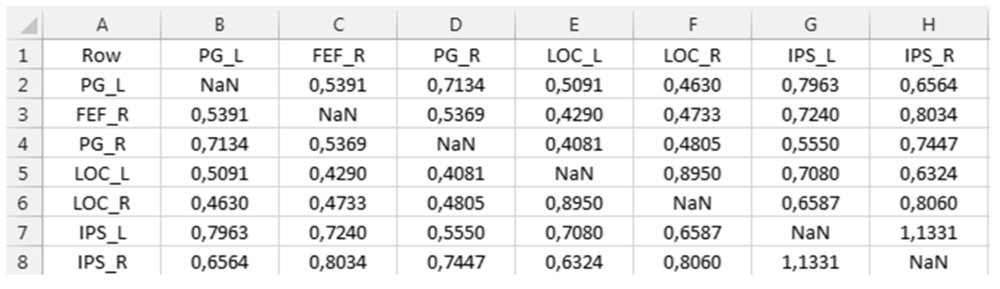 A B C D E F G H
1 Row PG_L FEF_R PG_R LOC_L LOC_R IPS_L IPS_R
2 PG_L NaN 0,5391 0,7134 0,5091 0,4630 0,7963 0,6564
3 FEF_R 0,5391 NaN 0,5369 0,4290 0,4733 0,7240 0,8034
4 PG_R 0,7134 0,5369 NaN 0,4081 0,4805 0,5550 0,7447
5 LOC_L 0,5091 0,4290 0,4081 NaN 0,8950 0,7080 0,6324
6 LOC_R 0,4630 0,4733 0,4805 0,8950 NaN 0,6587 0,8060
7 IPS_L 0,7963 0,7240 0,5550 0,7080 0,6587 NaN 1,1331
8 IPS_R 0,6564 0,8034 0,7447 0,6324 0,8060 1,1331 NaN